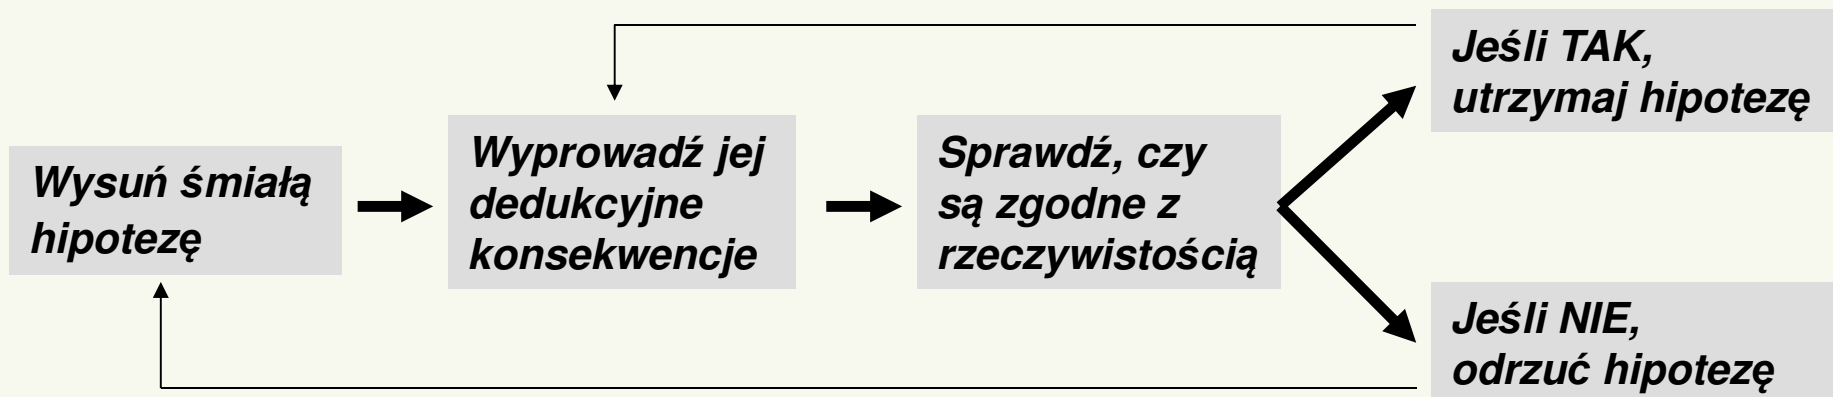 Wysuń śmiałą
hipotezę
Wyprowadź jej
dedukcyjne
konsekwencje
Sprawdź, czy
są zgodne z
rzeczywistością
Jeśli TAK,
utrzymaj hipotezę
Jeśli NIE,
odrzuć hipotezę